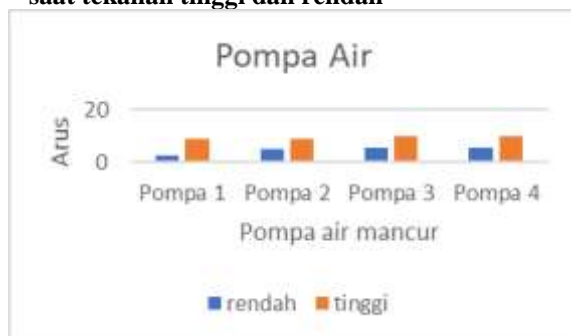 saat tekanan tinggi dan rendah
Pompa Air
20
0
Arus
Pompa 1 Pompa 2 Pompa 3 Pompa 4
Pompa air mancur
rendah tinggi